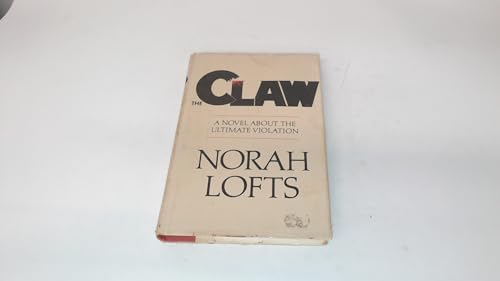 THE CLAW
A NOVEL ABOUT THE
ULTIMATE VIOLATION
NORAH
LOFTS